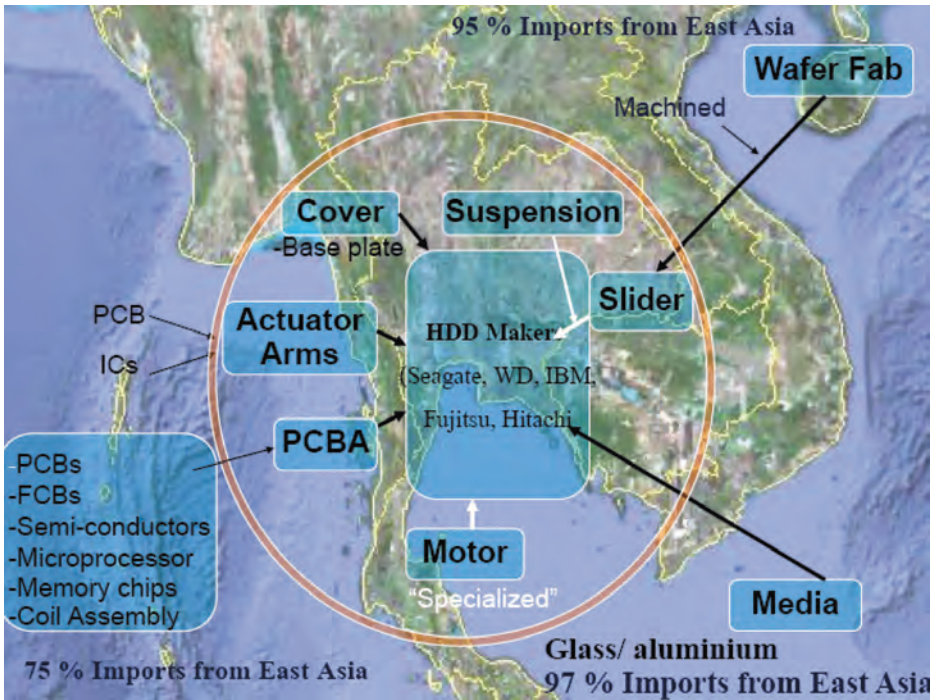 95 % Imports from East Asia
Wafer Fab
Machined
Cover
-Base plate
Suspension
Slider
PCB
ICs
Actuator
Arms
HDD Maker
(Seagate, WD, IBM,
Fujitsu, Hitachi
PCBA
-PCBs
-FCBs
-Semi-conductors
-Microprocessor
-Memory chips
-Coil Assembly
Motor
“Specialized”
Media
Glass/ aluminium
75 % Imports from East Asia
97 % Imports from East Asia